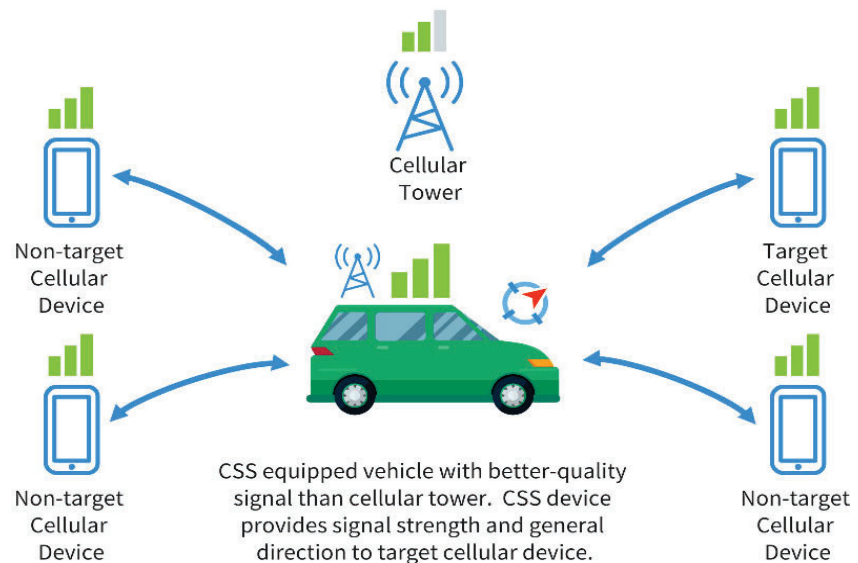 Cellular
Tower
Non-target
Cellular
Device
Target
Cellular
Device
Non-target
Cellular
Device
CSS equipped vehicle with better-quality
signal than cellular tower.  CSS device
provides signal strength and general
direction to target cellular device.
Non-target
Cellular
Device